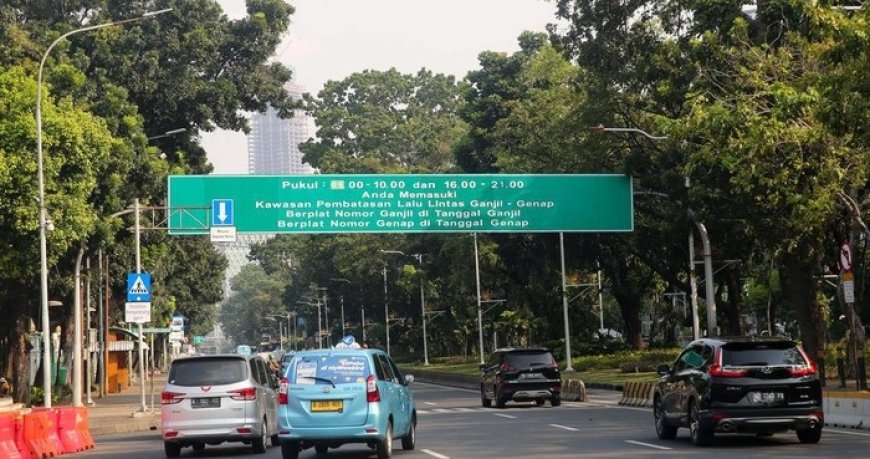 Pukul : 06.00 - 10.00 dan 16.00 - 21.00
Anda Memasuki
Kawasan Pembatasan Lalu Lintas Ganjil - Genap
Berplat Nomor Ganjil di Tanggal Ganjil
Berplat Nomor Genap di Tanggal Genap